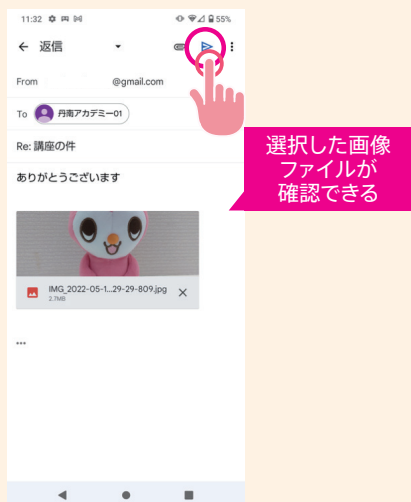 11:32 55%
返信
From @gmail.com
To 丹南アカデミー01
Re: 講座の件
ありがとうございます
IMG_2022-05-1...29-29-809.jpg
2.7MB
選択した画像
ファイルが
確認できる